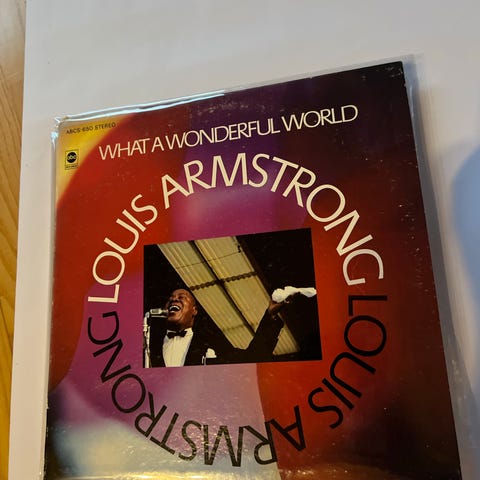 ABCS-650 STEREO
abc
WHAT A WONDERFUL WORLD
LOUIS ARMSTRONG
LOUIS ARMSTRONG